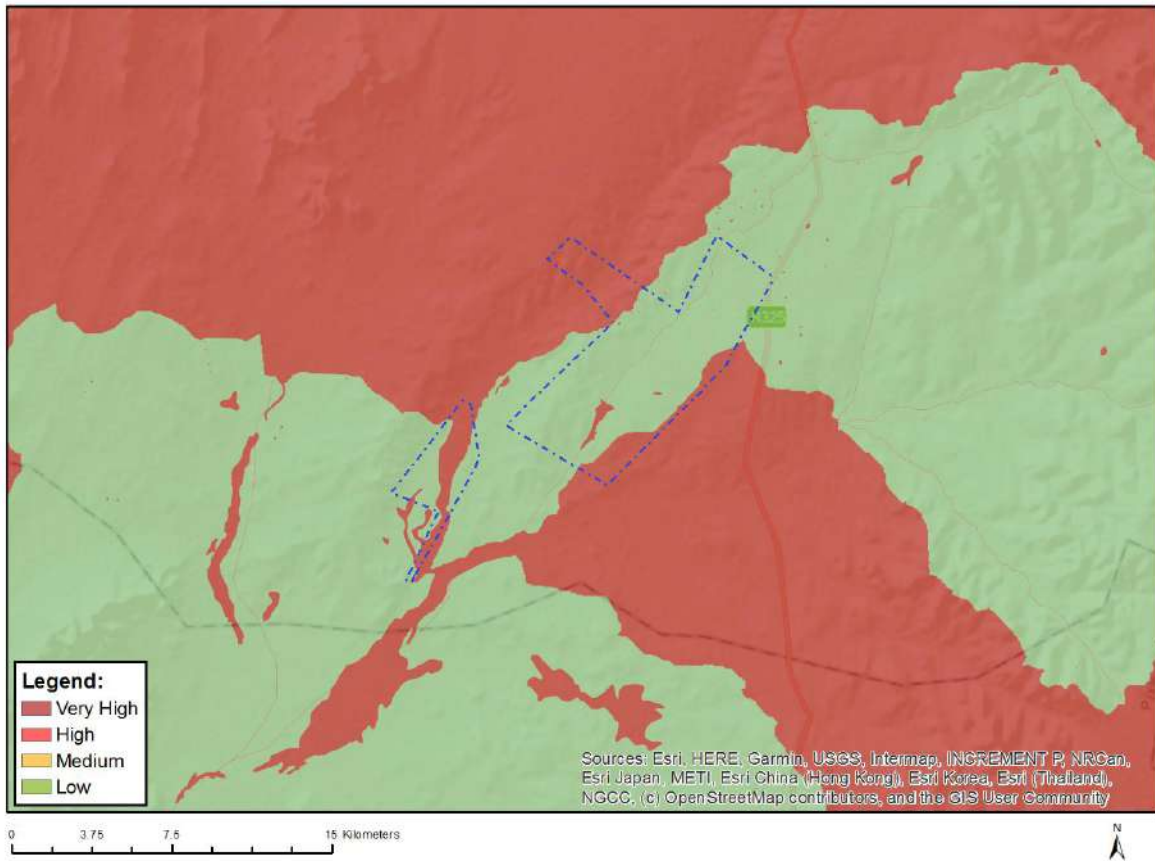 Legend:
Very High
High
Medium
Low
Sources: Esri, HERE, Garmin, USGS, Intermap, INCREMENT P, NRCan,
Esri Japan, METI, Esri China (Hong Kong), Esri Korea, Esri (Thailand),
NGCC, (c) OpenStreetMap contributors, and the GIS User Community
0 3.75 7.5 15 Kilometers
N